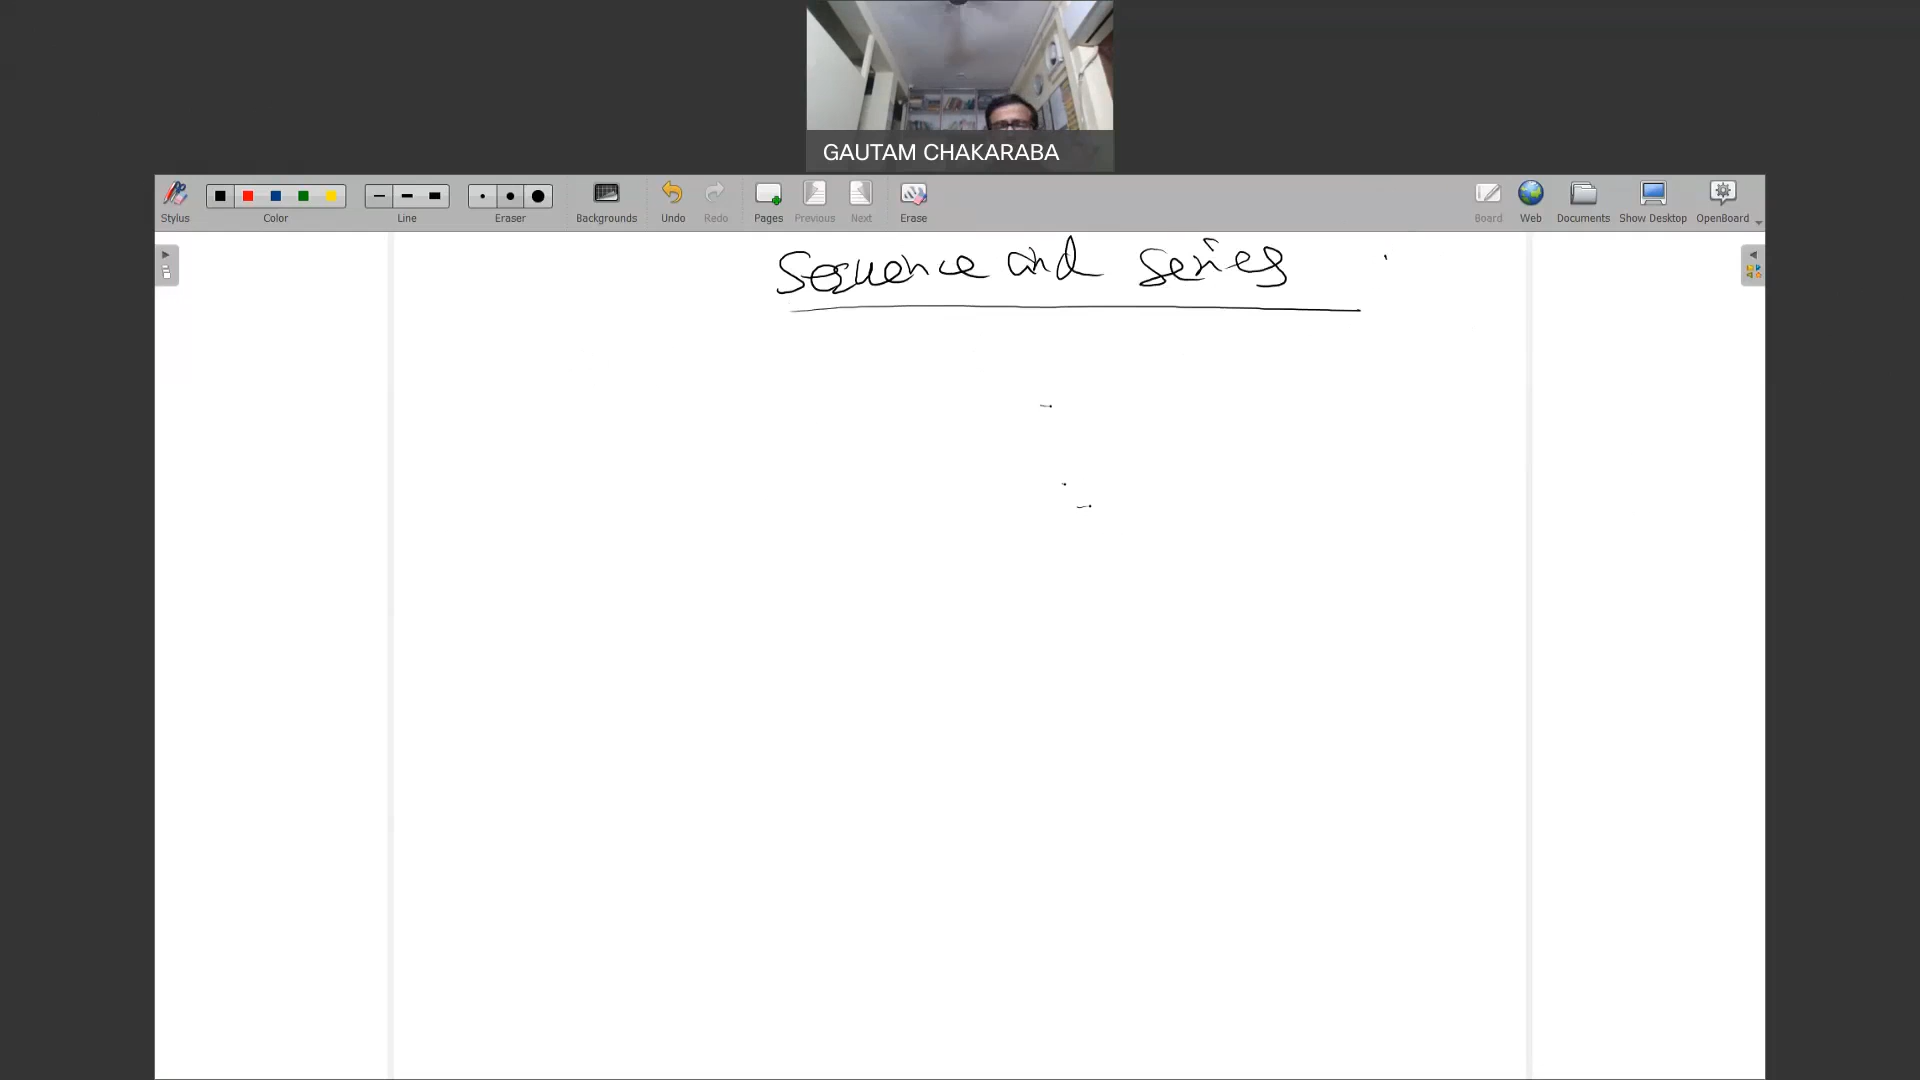 GAUTAM CHAKARABA
Stylus Color Line Eraser Backgrounds Undo Redo Pages Previous Next Erase Board Web Documents Show Desktop OpenBoard
Sequence and series